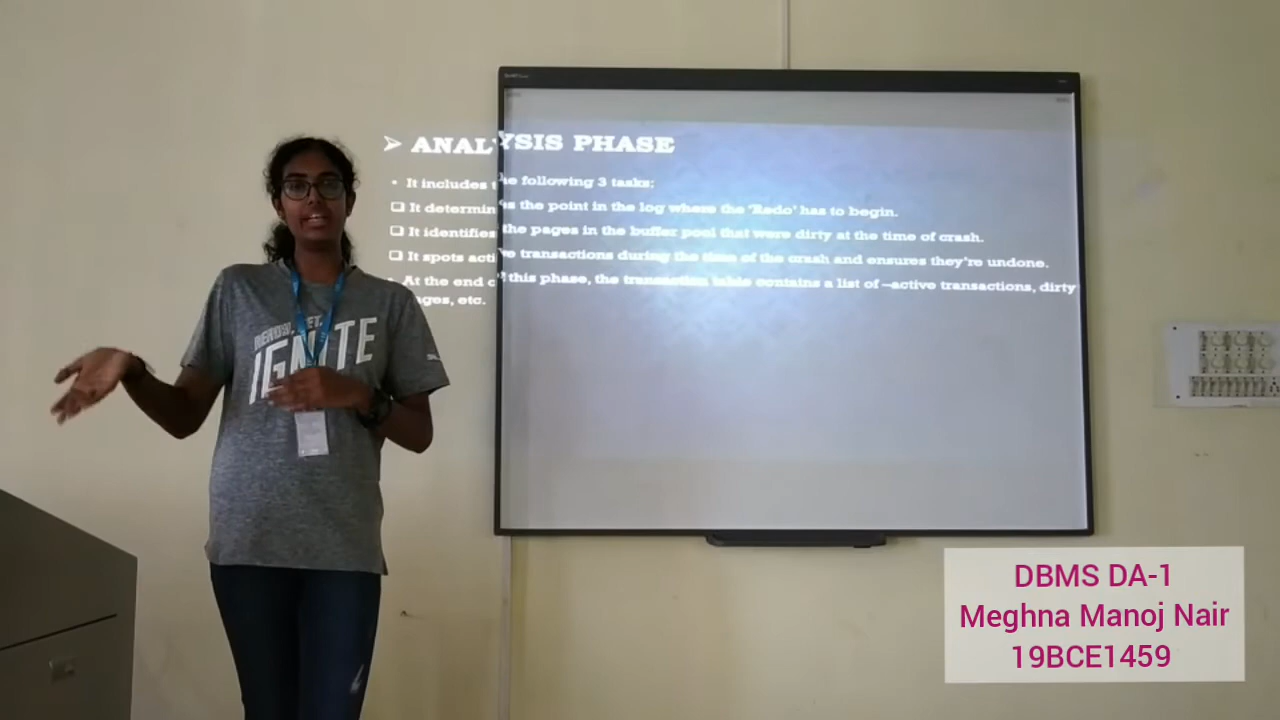 ➢ ANALYSIS PHASE
• It includes the following 3 tasks:
❑ It determines the point in the log where the 'Redo' has to begin.
❑ It identifies the pages in the buffer pool that were dirty at the time of crash.
❑ It spots active transactions during the time of the crash and ensures they're undone.
At the end of this phase, the transaction table contains a list of –active transactions, dirty
pages, etc.
IGNITE
DBMS DA-1
Meghna Manoj Nair
19BCE1459